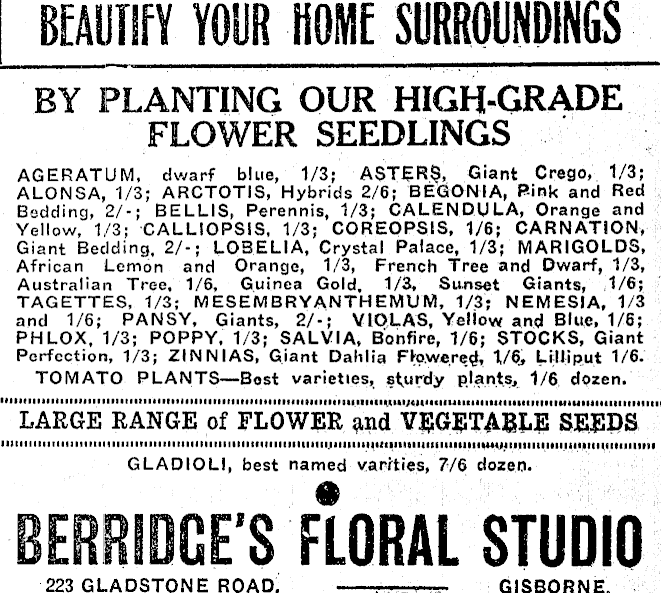 BEAUTIFY YOUR HOME SURROUNDINGS
BY PLANTING OUR HIGH-GRADE
FLOWER SEEDLINGS
AGERATUM, dwarf blue, 1/3; ASTERS, Giant Crego, 1/3;
ALONSA, 1/3; ARCTOTIS, Hybrids 2/6; BEGONIA, Pink and Red
Bedding, 2/-; BELLIS, Perennis, 1/3; CALENDULA, Orange and
Yellow, 1/3; CALLIOPSIS, 1/3; COREOPSIS, 1/6; CARNATION,
Giant Bedding, 2/-; LOBELIA, Crystal Palace, 1/3; MARIGOLDS,
African Lemon and Orange, 1/3, French Tree and Dwarf, 1/3,
Australian Tree, 1/6, Guinea Gold, 1/3, Sunset Giants, 1/6;
TAGETTES, 1/3; MESEMBRYANTHEMUM, 1/3; NEMESIA, 1/3
and 1/6; PANSY, Giants, 2/-; VIOLAS, Yellow and Blue, 1/6;
PHLOX, 1/3; POPPY, 1/3; SALVIA, Bonfire, 1/6; STOCKS, Giant
Perfection, 1/3; ZINNIAS, Giant Dahlia Flowered, 1/6, Lilliput 1/6.
TOMATO PLANTS—Best varieties, sturdy plants, 1/6 dozen.
LARGE RANGE of FLOWER and VEGETABLE SEEDS
GLADIOLI, best named varities, 7/6 dozen.
BERRIDGE'S FLORAL STUDIO
223 GLADSTONE ROAD, GISBORNE.